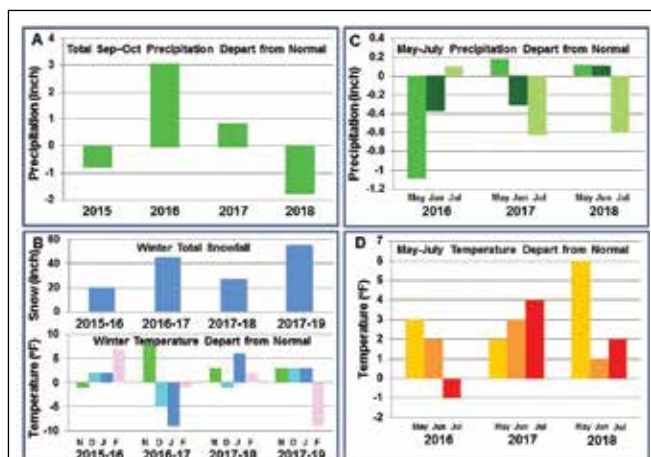 A
Total Sep-Oct Precipitation Depart from Normal
Precipitation (inch)
4
3
2
1
0
-1
-2
2015 2016 2017 2018
B
Winter Total Snowfall
Snow (inch)
60
40
20
0
2015-16 2016-17 2017-18 2017-19
Winter Temperature Depart from Normal
Temperature (°F)
10
5
0
-5
-10
N D J F N D J F N D J F N D J F
2015-16 2016-17 2017-18 2017-19
C
May-July Precipitation Depart from Normal
Precipitation (inch)
0.4
0.2
0
-0.2
-0.4
-0.6
-0.8
-1
-1.2
May Jun Jul May Jun Jul May Jun Jul
2016 2017 2018
D
May-July Temperature Depart from Normal
Temperature (°F)
7
6
5
4
3
2
1
0
-1
-2
May Jun Jul May Jun Jul May Jun Jul
2016 2017 2018